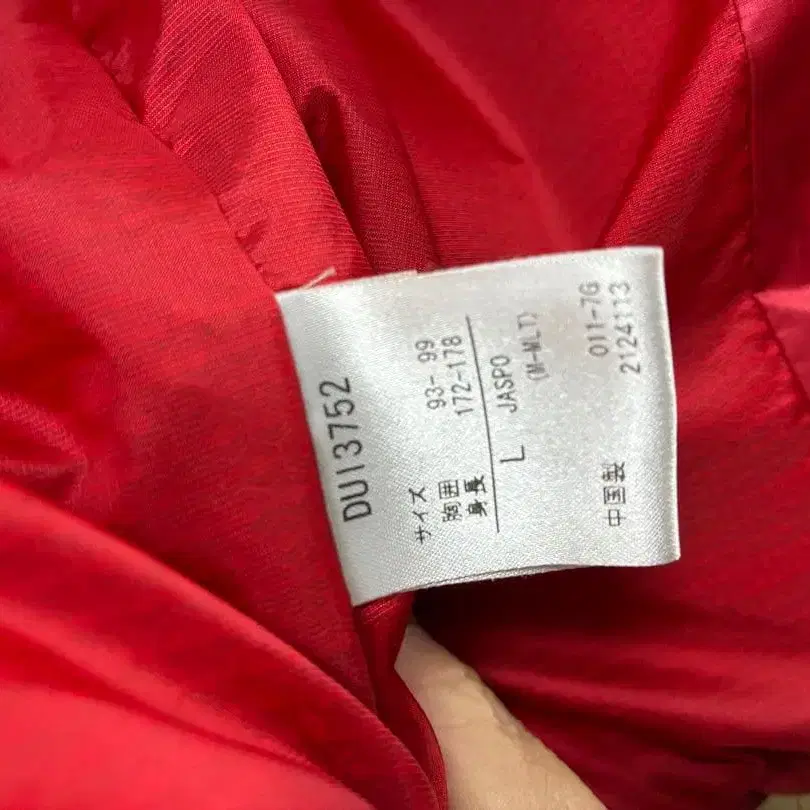 DU13752
サイズ
胸囲 93- 99
身長 172-178
L JASPO
(M-MLT)
011-7G
中国製 2124113